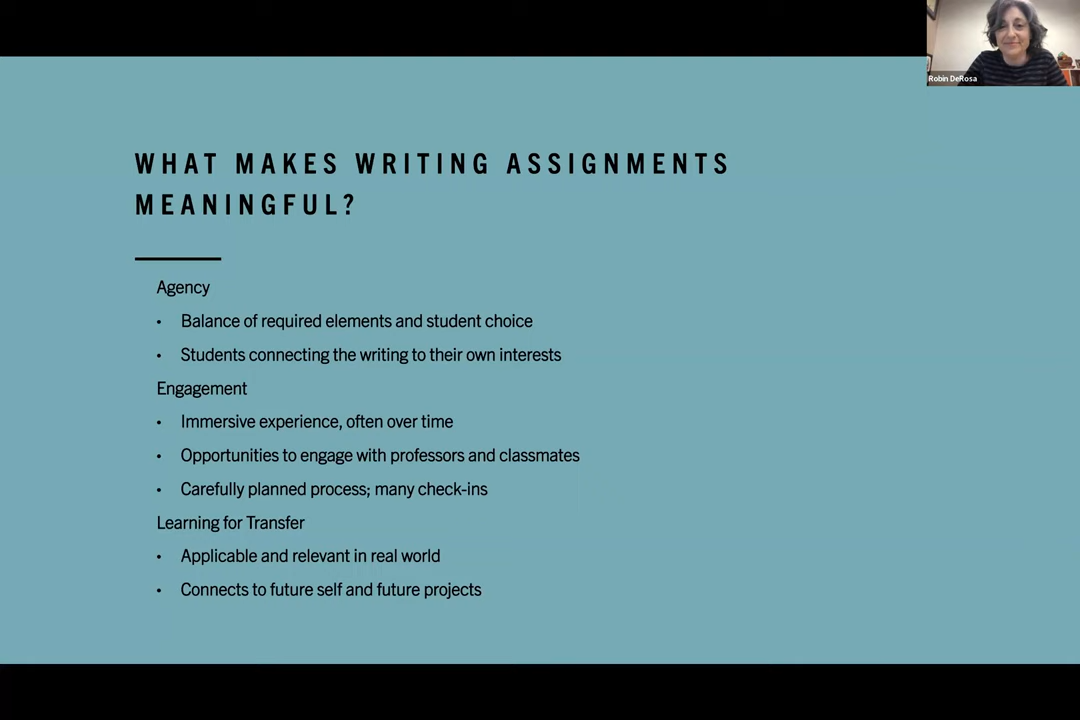 Robin DeRosa
WHAT MAKES WRITING ASSIGNMENTS
MEANINGFUL?
Agency
• Balance of required elements and student choice
• Students connecting the writing to their own interests
Engagement
• Immersive experience, often over time
• Opportunities to engage with professors and classmates
• Carefully planned process; many check-ins
Learning for Transfer
• Applicable and relevant in real world
• Connects to future self and future projects